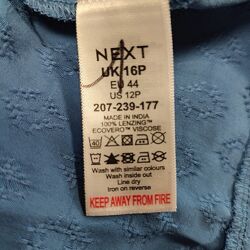 NEXT
UK 16P
EU 44
US 12P
207-239-177
MADE IN INDIA
100% LENZING™
ECOVERO™ VISCOSE
Wash with similar colours
Wash inside out
Line dry
Iron on reverse
KEEP AWAY FROM FIRE